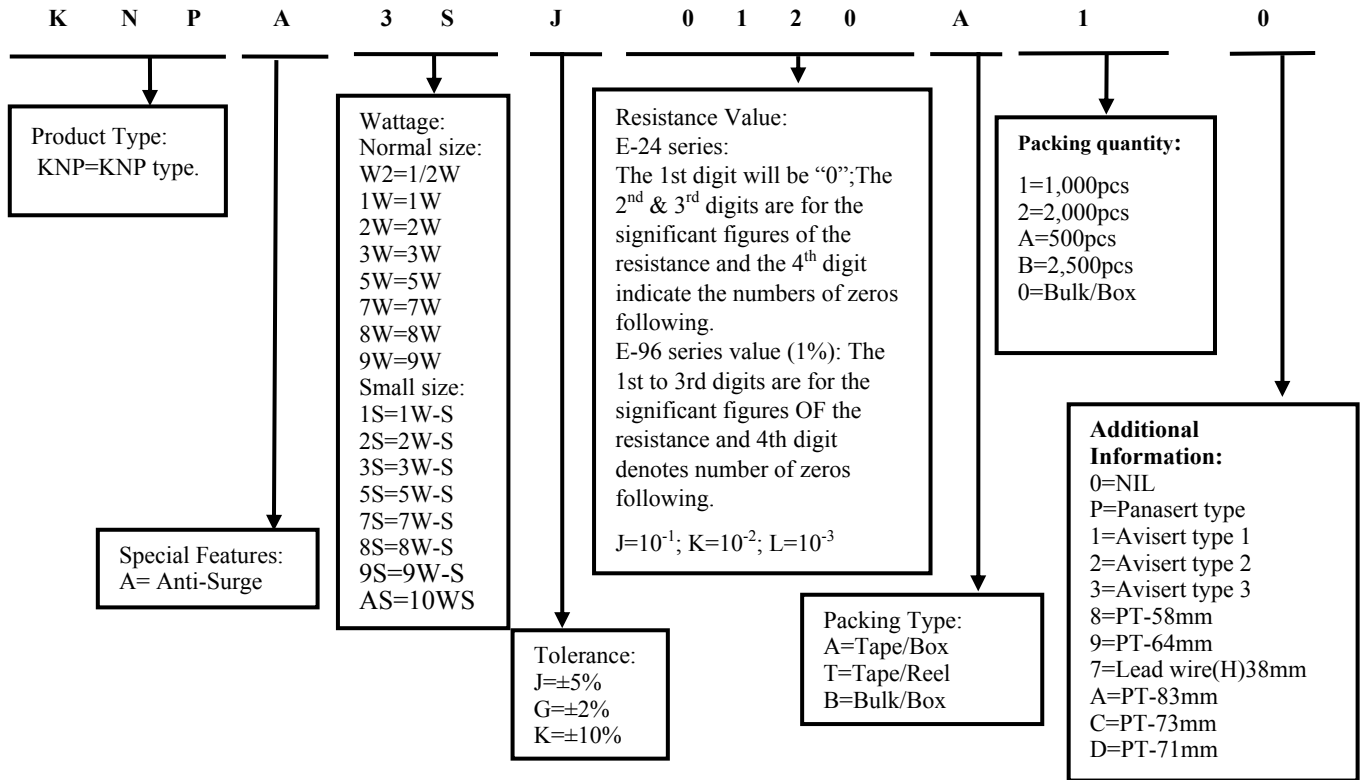 K N P A 3 S J 0 1 2 0 A 1 0
Product Type:
KNP=KNP type.
Special Features:
A= Anti-Surge
Wattage:
Normal size:
W2=1/2W
1W=1W
2W=2W
3W=3W
5W=5W
7W=7W
8W=8W
9W=9W
Small size:
1S=1W-S
2S=2W-S
3S=3W-S
5S=5W-S
7S=7W-S
8S=8W-S
9S=9W-S
AS=10WS
Tolerance:
J=±5%
G=±2%
K=±10%
Resistance Value:
E-24 series:
The 1st digit will be “0”;The
2nd & 3rd digits are for the
significant figures of the
resistance and the 4th digit
indicate the numbers of zeros
following.
E-96 series value (1%): The
1st to 3rd digits are for the
significant figures OF the
resistance and 4th digit
denotes number of zeros
following.
J=10-1; K=10-2; L=10-3
Packing Type:
A=Tape/Box
T=Tape/Reel
B=Bulk/Box
Packing quantity:
1=1,000pcs
2=2,000pcs
A=500pcs
B=2,500pcs
0=Bulk/Box
Additional
Information:
0=NIL
P=Panasert type
1=Avisert type 1
2=Avisert type 2
3=Avisert type 3
8=PT-58mm
9=PT-64mm
7=Lead wire(H)38mm
A=PT-83mm
C=PT-73mm
D=PT-71mm